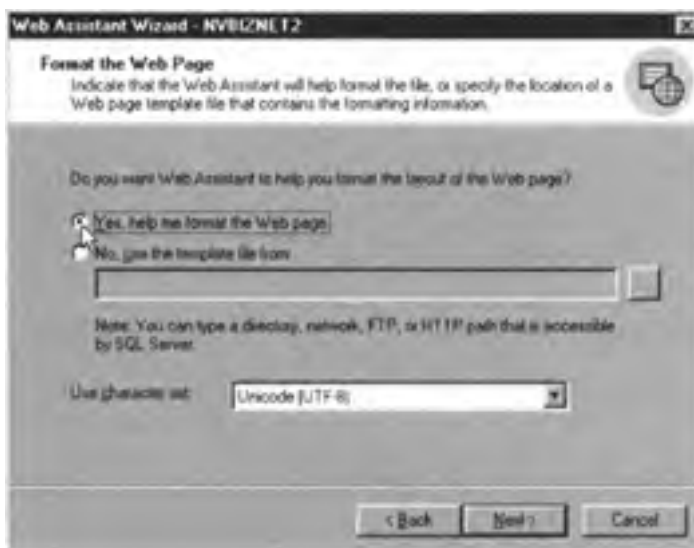 Web Assistant Wizard - NVBIZNET2
Format the Web Page
Indicate that the Web Assistant will help format the file, or specify the location of a
Web page template file that contains the formatting information.
Do you want Web Assistant to help you format the layout of the Web page?
Yes, help me format the Web page
No, use the template file from
Note: You can type a directory, network, FTP, or HTTP path that is accessible
by SQL Server.
Use character set: Unicode (UTF-8)
< Back Next > Cancel